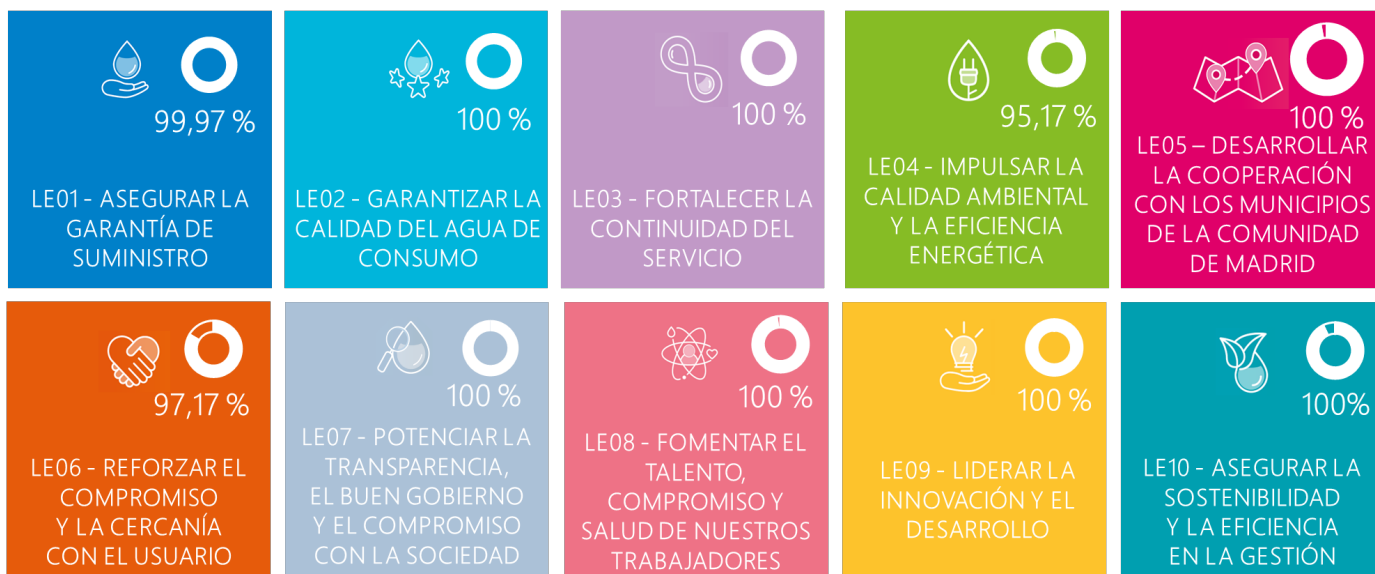 99,97 %
LE01 - ASEGURAR LA
GARANTÍA DE
SUMINISTRO
100 %
LE02 - GARANTIZAR LA
CALIDAD DEL AGUA DE
CONSUMO
100 %
LE03 - FORTALECER LA
CONTINUIDAD DEL
SERVICIO
95,17 %
LE04 - IMPULSAR LA
CALIDAD AMBIENTAL
Y LA EFICIENCIA
ENERGÉTICA
100 %
LE05 – DESARROLLAR
LA COOPERACIÓN
CON LOS MUNICIPIOS
DE LA COMUNIDAD
DE MADRID
97,17 %
LE06 - REFORZAR EL
COMPROMISO
Y LA CERCANÍA
CON EL USUARIO
100 %
LE07 - POTENCIAR LA
TRANSPARENCIA,
EL BUEN GOBIERNO
Y EL COMPROMISO
CON LA SOCIEDAD
100 %
LE08 - FOMENTAR EL
TALENTO,
COMPROMISO Y
SALUD DE NUESTROS
TRABAJADORES
100 %
LE09 - LIDERAR LA
INNOVACIÓN Y EL
DESARROLLO
100%
LE10 - ASEGURAR LA
SOSTENIBILIDAD
Y LA EFICIENCIA
EN LA GESTIÓN